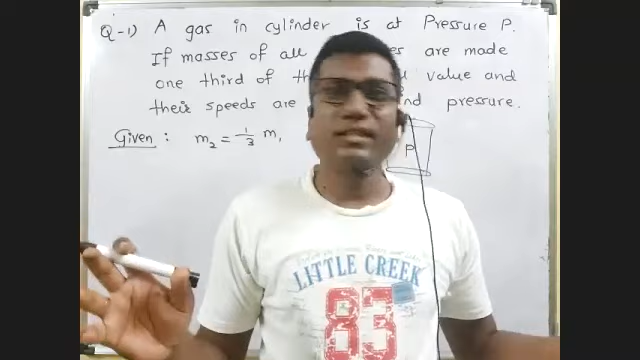 Q-1) A gas in cylinder is at Pressure P.
If masses of all are made
one third of value and
their speeds are pressure.
Given : m₂ = 1/3 m₁
P
LITTLE CREEK
83